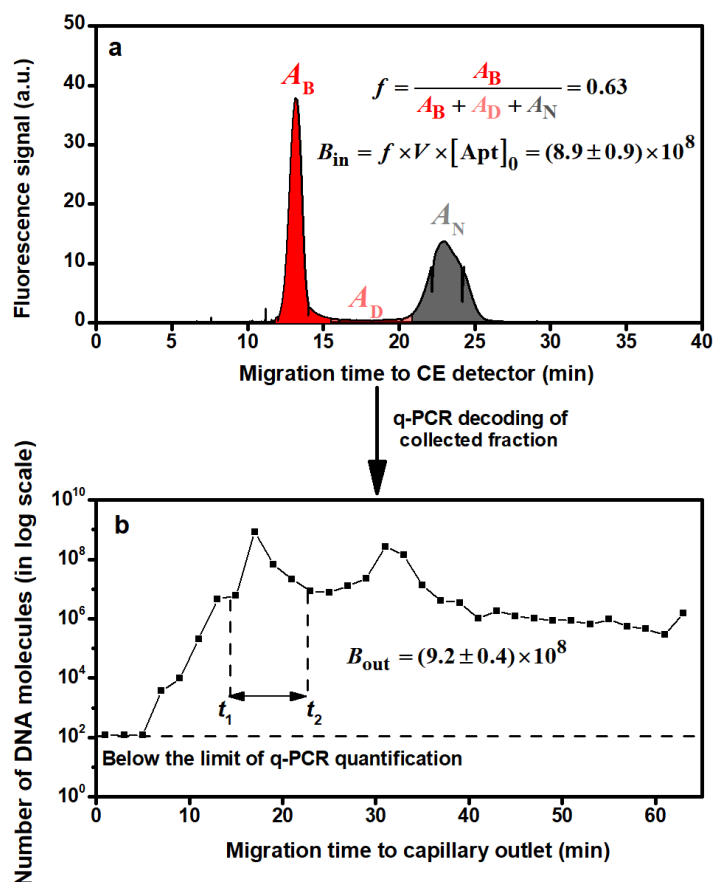 a
A_B
f = A_B / (A_B + A_D + A_N) = 0.63
B_in = f × V × [Apt]_0 = (8.9 ± 0.9) × 10^8
A_N
A_D
Fluorescence signal (a.u.)
50
40
30
20
10
0
0 5 10 15 20 25 30 35 40
Migration time to CE detector (min)
q-PCR decoding of
collected fraction
b
Number of DNA molecules (in log scale)
10^10
10^8
10^6
10^4
10^2
10^0
B_out = (9.2 ± 0.4) × 10^8
t_1 t_2
Below the limit of q-PCR quantification
0 10 20 30 40 50 60
Migration time to capillary outlet (min)